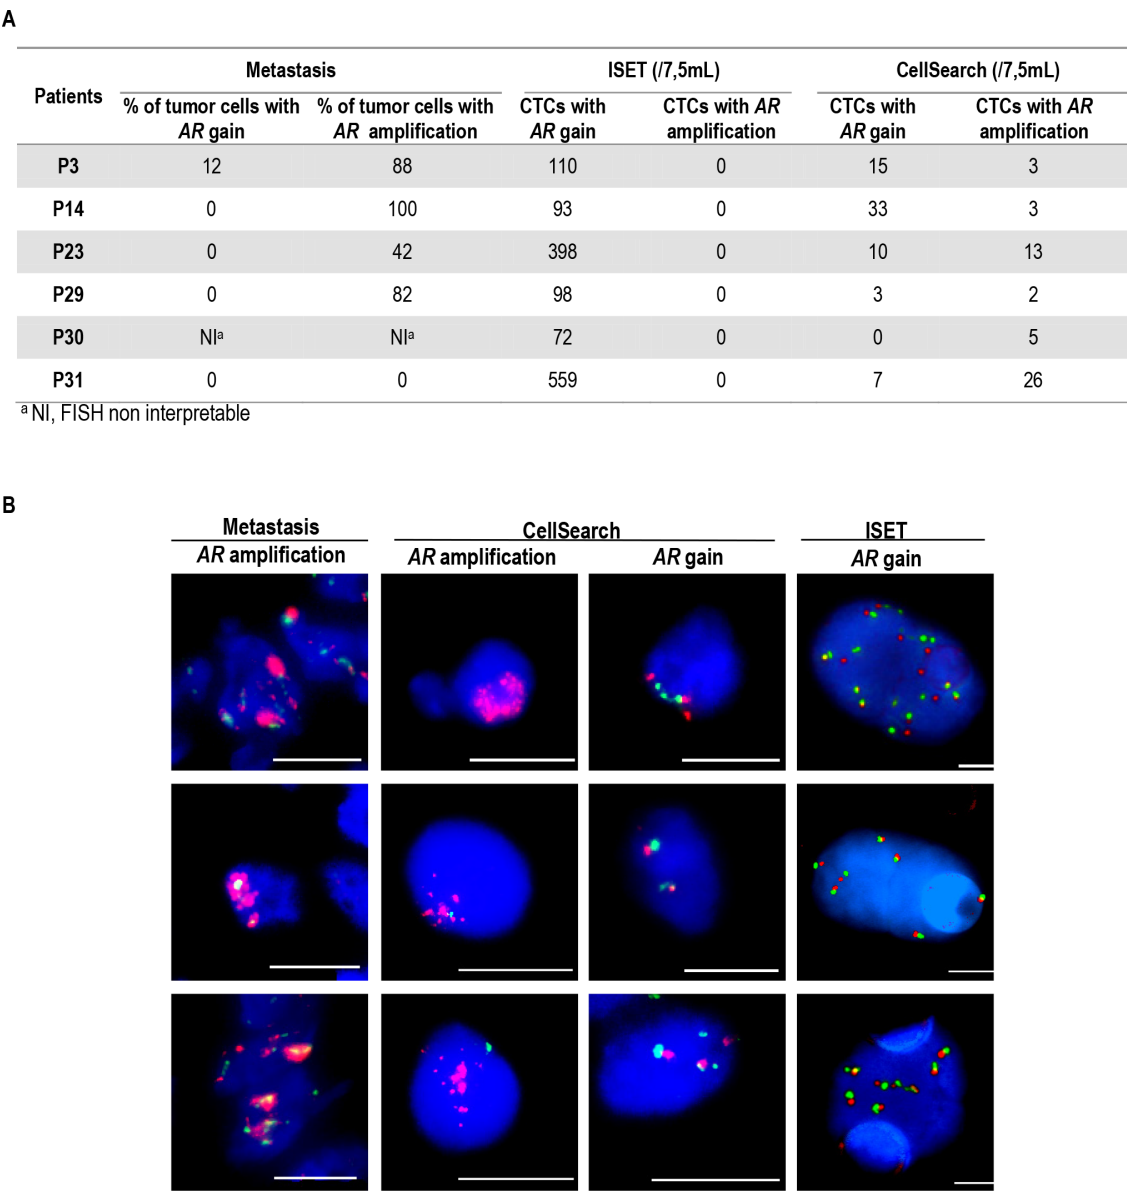 A
Patients Metastasis ISET (/7,5mL) CellSearch (/7,5mL)
% of tumor cells with AR gain % of tumor cells with AR amplification CTCs with AR gain CTCs with AR amplification CTCs with AR gain CTCs with AR amplification
P3 12 88 110 0 15 3
P14 0 100 93 0 33 3
P23 0 42 398 0 10 13
P29 0 82 98 0 3 2
P30 NIa NIa 72 0 0 5
P31 0 0 559 0 7 26
a NI, FISH non interpretable
B
Metastasis CellSearch ISET
AR amplification AR amplification AR gain AR gain